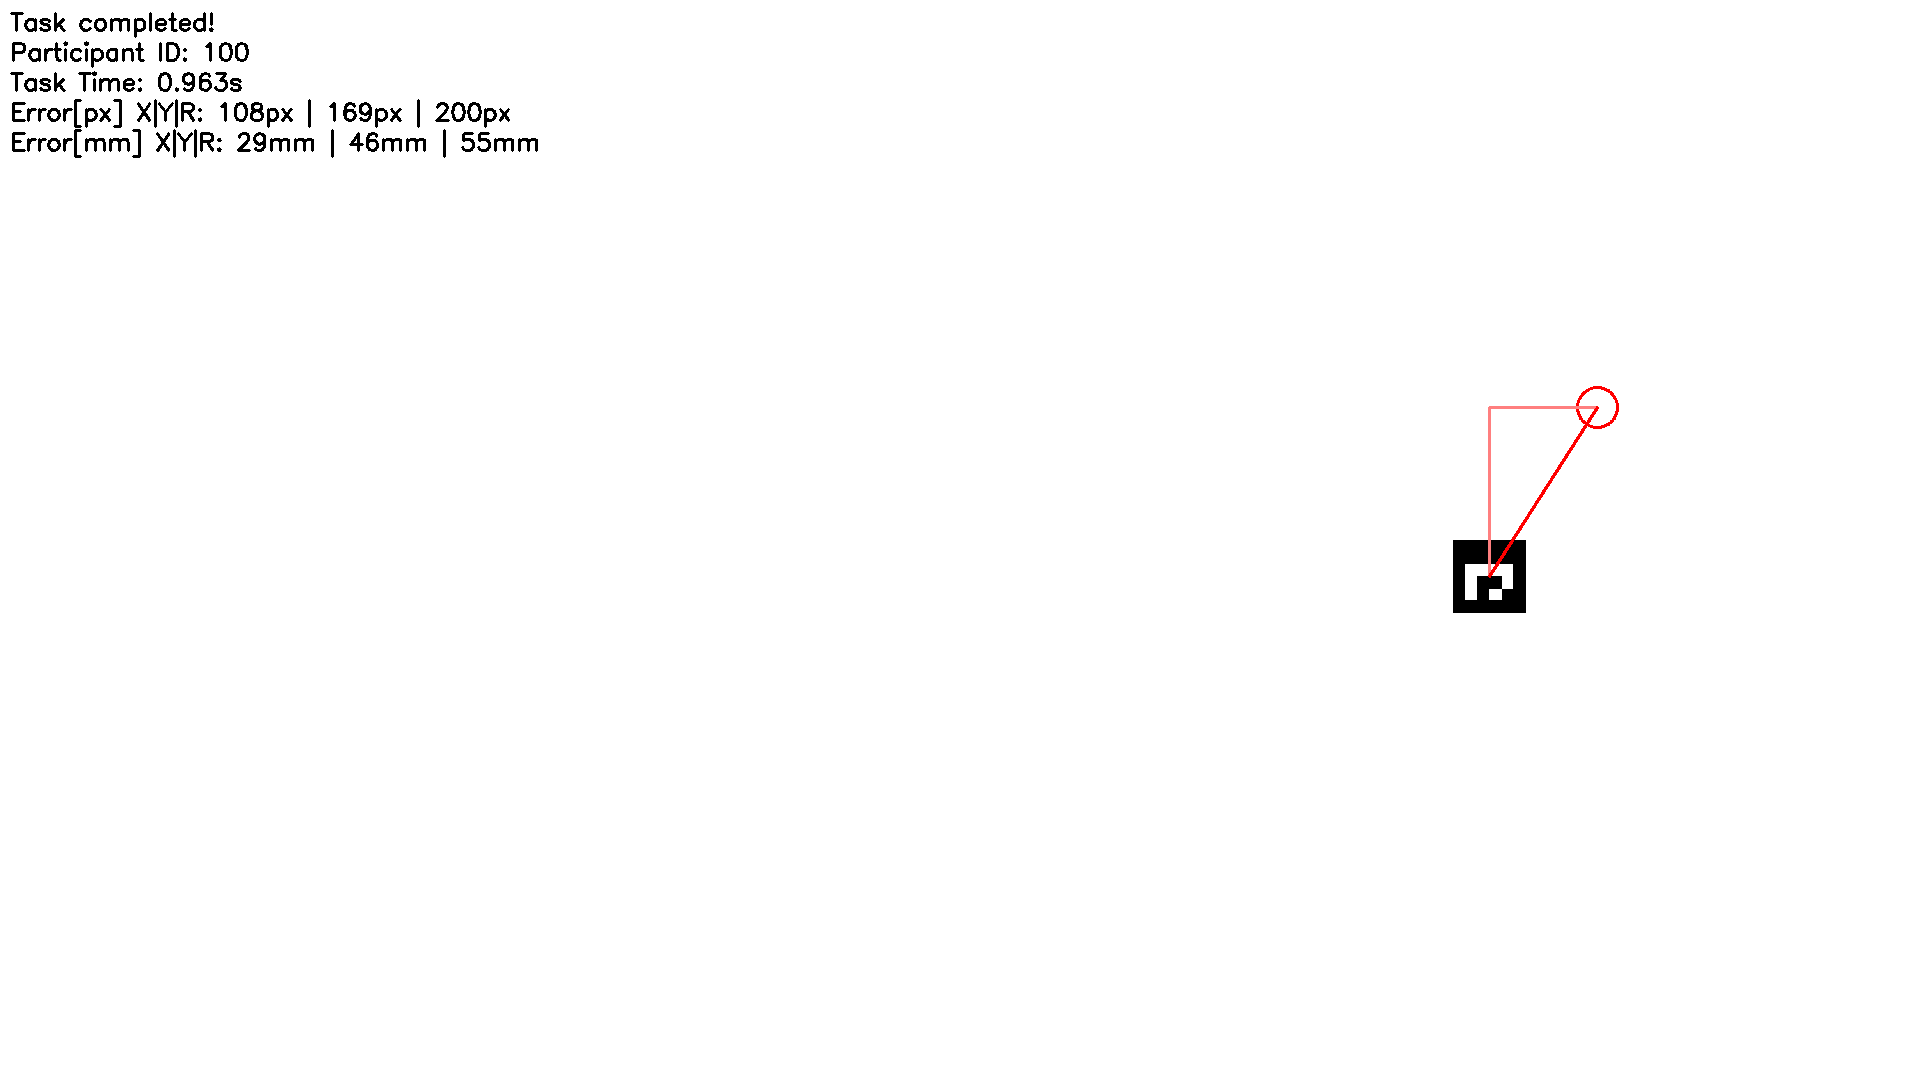 Task completed!
Participant ID: 100
Task Time: 0.963s
Error[px] X|Y|R: 108px | 169px | 200px
Error[mm] X|Y|R: 29mm | 46mm | 55mm